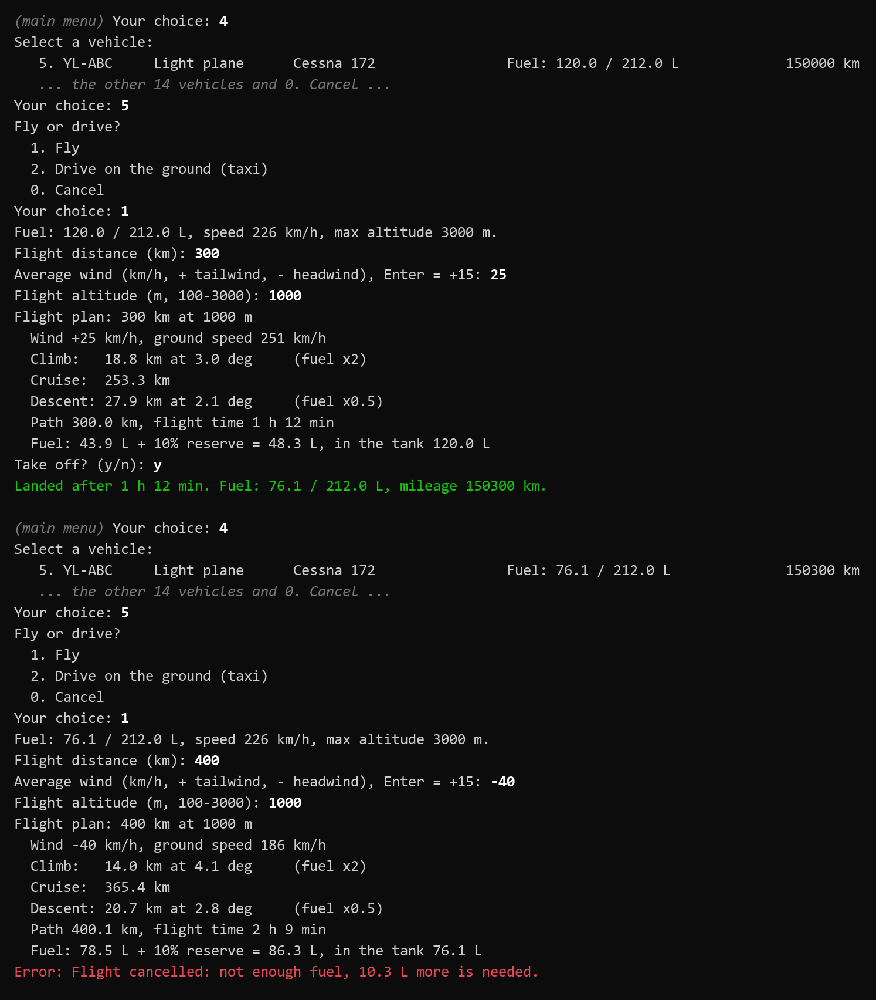 (main menu) Your choice: 4
Select a vehicle:
   5. YL-ABC     Light plane      Cessna 172                Fuel: 120.0 / 212.0 L             150000 km
   ... the other 14 vehicles and 0. Cancel ...
Your choice: 5
Fly or drive?
  1. Fly
  2. Drive on the ground (taxi)
  0. Cancel
Your choice: 1
Fuel: 120.0 / 212.0 L, speed 226 km/h, max altitude 3000 m.
Flight distance (km): 300
Average wind (km/h, + tailwind, - headwind), Enter = +15: 25
Flight altitude (m, 100-3000): 1000
Flight plan: 300 km at 1000 m
  Wind +25 km/h, ground speed 251 km/h
  Climb:   18.8 km at 3.0 deg     (fuel x2)
  Cruise:  253.3 km
  Descent: 27.9 km at 2.1 deg     (fuel x0.5)
  Path 300.0 km, flight time 1 h 12 min
  Fuel: 43.9 L + 10% reserve = 48.3 L, in the tank 120.0 L
Take off? (y/n): y
Landed after 1 h 12 min. Fuel: 76.1 / 212.0 L, mileage 150300 km.

(main menu) Your choice: 4
Select a vehicle:
   5. YL-ABC     Light plane      Cessna 172                Fuel: 76.1 / 212.0 L              150300 km
   ... the other 14 vehicles and 0. Cancel ...
Your choice: 5
Fly or drive?
  1. Fly
  2. Drive on the ground (taxi)
  0. Cancel
Your choice: 1
Fuel: 76.1 / 212.0 L, speed 226 km/h, max altitude 3000 m.
Flight distance (km): 400
Average wind (km/h, + tailwind, - headwind), Enter = +15: -40
Flight altitude (m, 100-3000): 1000
Flight plan: 400 km at 1000 m
  Wind -40 km/h, ground speed 186 km/h
  Climb:   14.0 km at 4.1 deg     (fuel x2)
  Cruise:  365.4 km
  Descent: 20.7 km at 2.8 deg     (fuel x0.5)
  Path 400.1 km, flight time 2 h 9 min
  Fuel: 78.5 L + 10% reserve = 86.3 L, in the tank 76.1 L
Error: Flight cancelled: not enough fuel, 10.3 L more is needed.